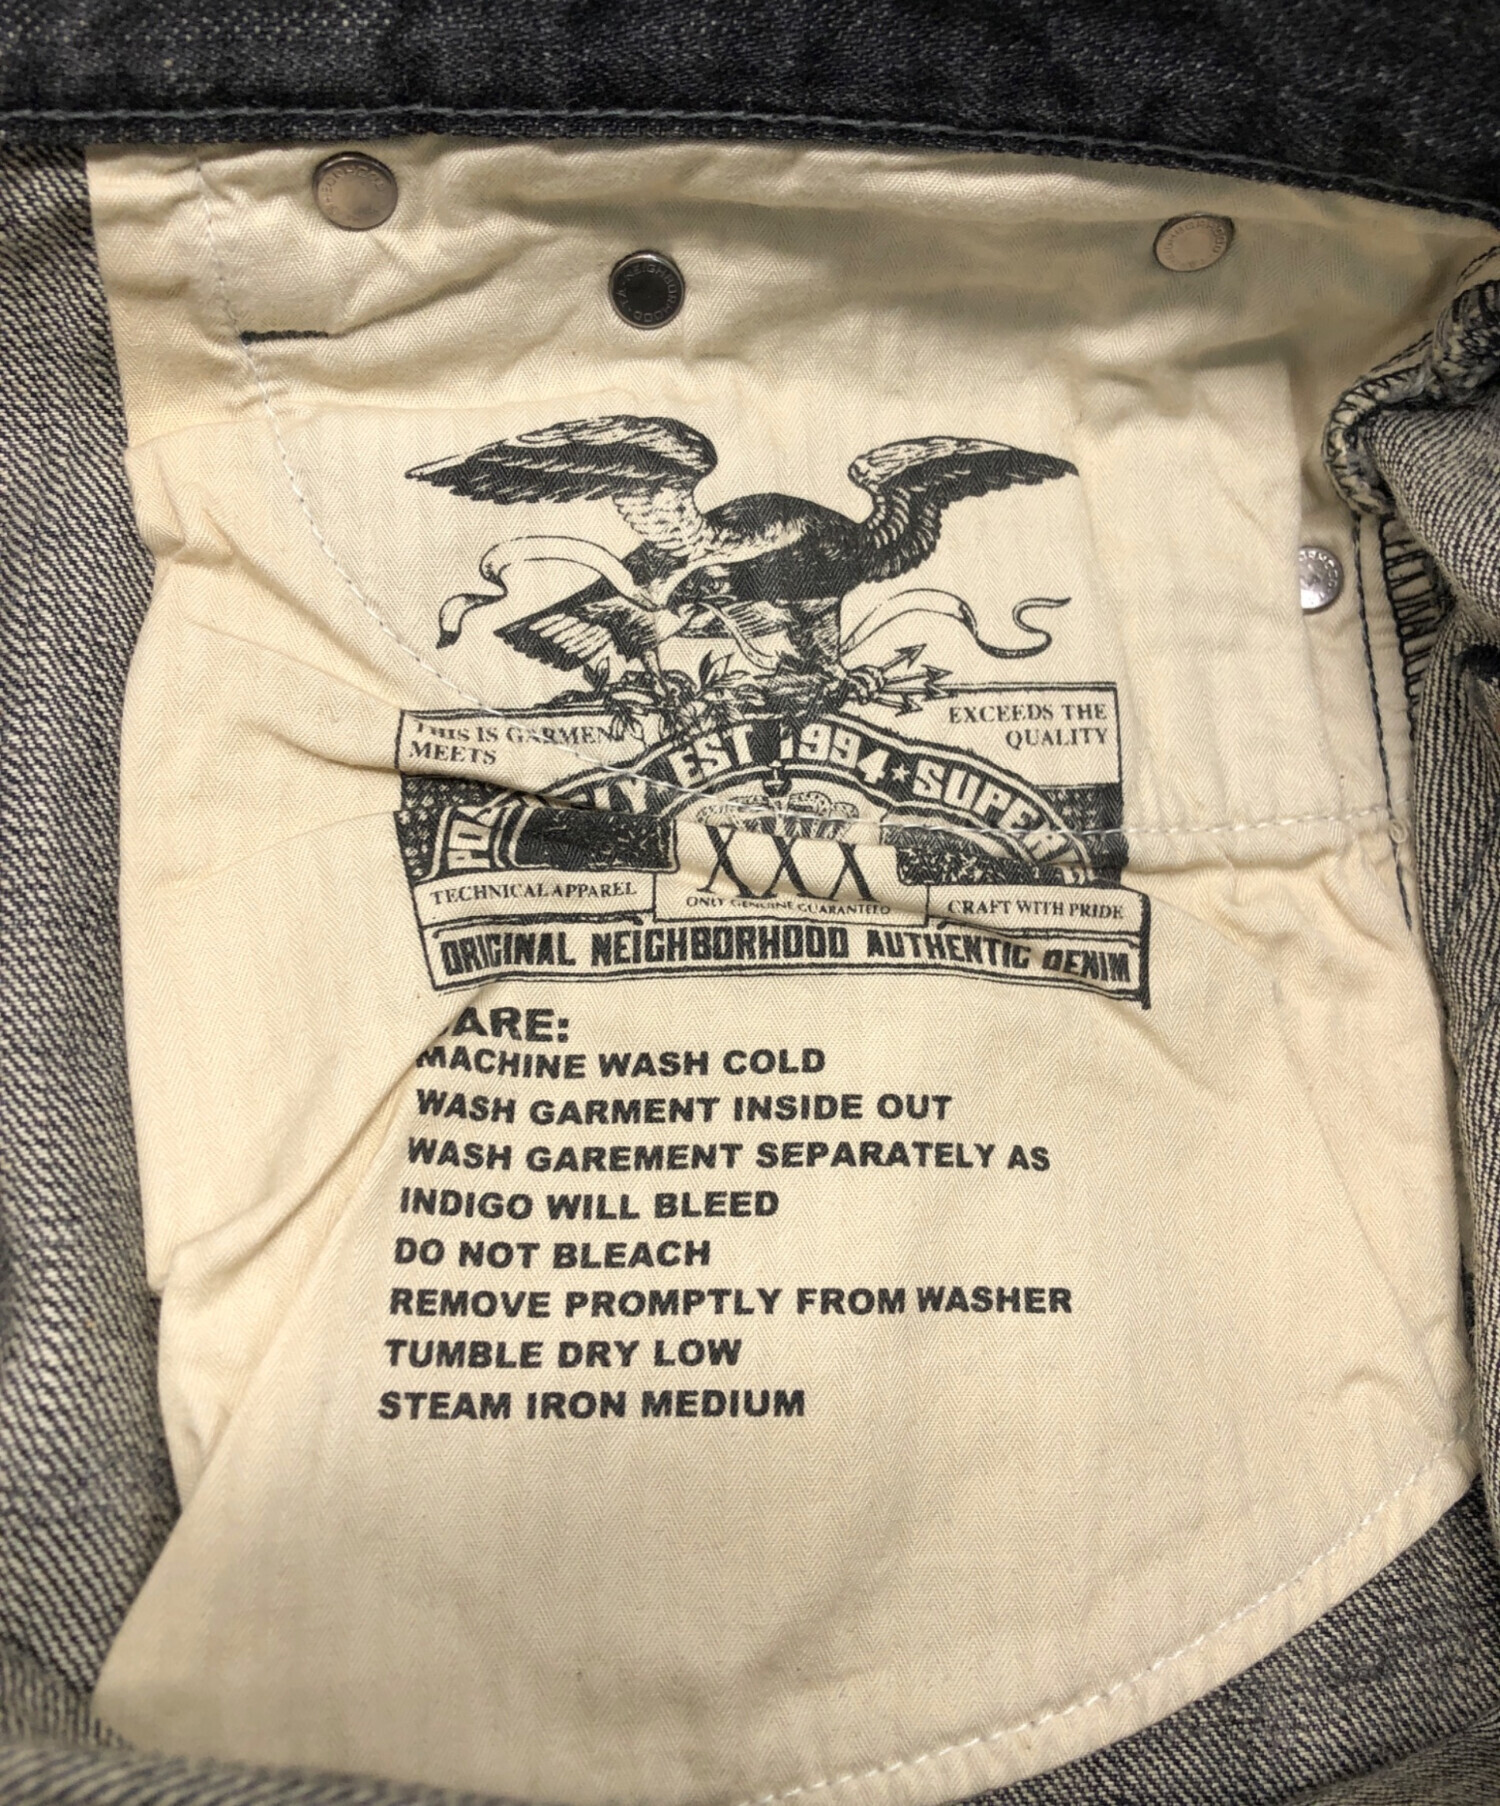 NEIGHBORHOOD
THIS IS GARMENT
MEETS
EXCEEDS THE
QUALITY
EST 1994 ★ SUPER
TECHNICAL APPAREL
XXX
ONLY GENUINE GUARANTEED
CRAFT WITH PRIDE
ORIGINAL NEIGHBORHOOD AUTHENTIC DENIM
ARE:
MACHINE WASH COLD
WASH GARMENT INSIDE OUT
WASH GAREMENT SEPARATELY AS
INDIGO WILL BLEED
DO NOT BLEACH
REMOVE PROMPTLY FROM WASHER
TUMBLE DRY LOW
STEAM IRON MEDIUM